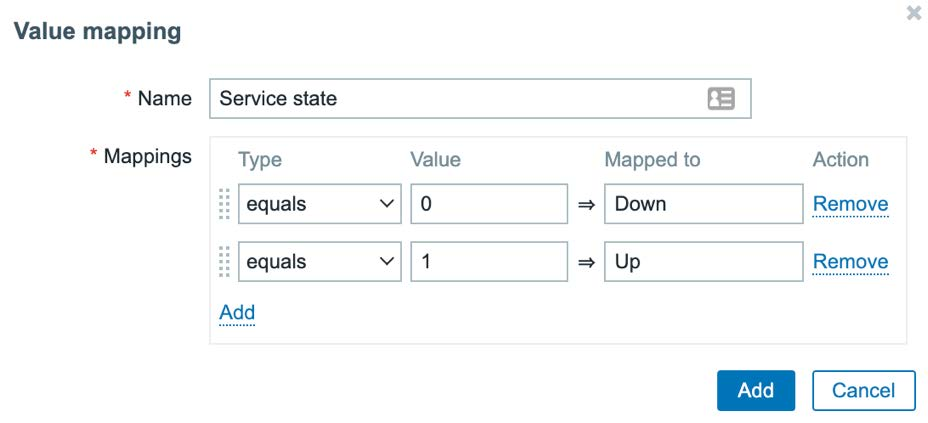 Value mapping
* Name Service state
* Mappings Type Value Mapped to Action
equals 0 ⇒ Down Remove
equals 1 ⇒ Up Remove
Add
Add Cancel